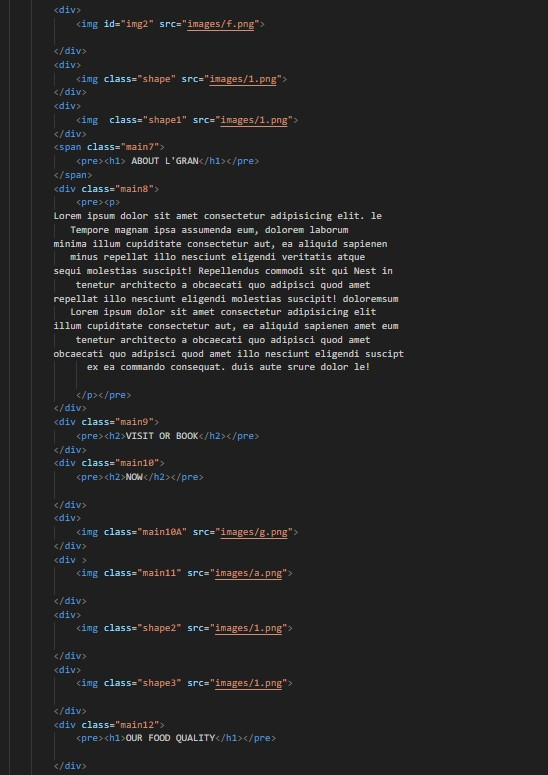 <div>
<img id="img2" src="images/f.png">
</div>
<div>
<img class="shape" src="images/1.png">
</div>
<div>
<img  class="shape1" src="images/1.png">
</div>
<span class="main7">
<pre><h1> ABOUT L'GRAN</h1></pre>
</span>
<div class="main8">
<pre><p>
Lorem ipsum dolor sit amet consectetur adipisicing elit. le
Tempore magnam ipsa assumenda eum, dolorem laborum
minima illum cupiditate consectetur aut, ea aliquid sapienen
minus repellat illo nesciunt eligendi veritatis atque
sequi molestias suscipit! Repellendus commodi sit qui Nest in
tenetur architecto a obcaecati quo adipisci quod amet
repellat illo nesciunt eligendi molestias suscipit! doloremsum
Lorem ipsum dolor sit amet consectetur adipisicing elit
illum cupiditate consectetur aut, ea aliquid sapienen amet eum
tenetur architecto a obcaecati quo adipisci quod amet
obcaecati quo adipisci quod amet illo nesciunt eligendi suscipt
ex ea commando consequat. duis aute srure dolor le!
</p></pre>
</div>
<div class="main9">
<pre><h2>VISIT OR BOOK</h2></pre>
</div>
<div class="main10">
<pre><h2>NOW</h2></pre>
</div>
<div>
<img class="main10A" src="images/g.png">
</div>
<div >
<img class="main11" src="images/a.png">
</div>
<div>
<img class="shape2" src="images/1.png">
</div>
<div>
<img class="shape3" src="images/1.png">
</div>
<div class="main12">
<pre><h1>OUR FOOD QUALITY</h1></pre>
</div>